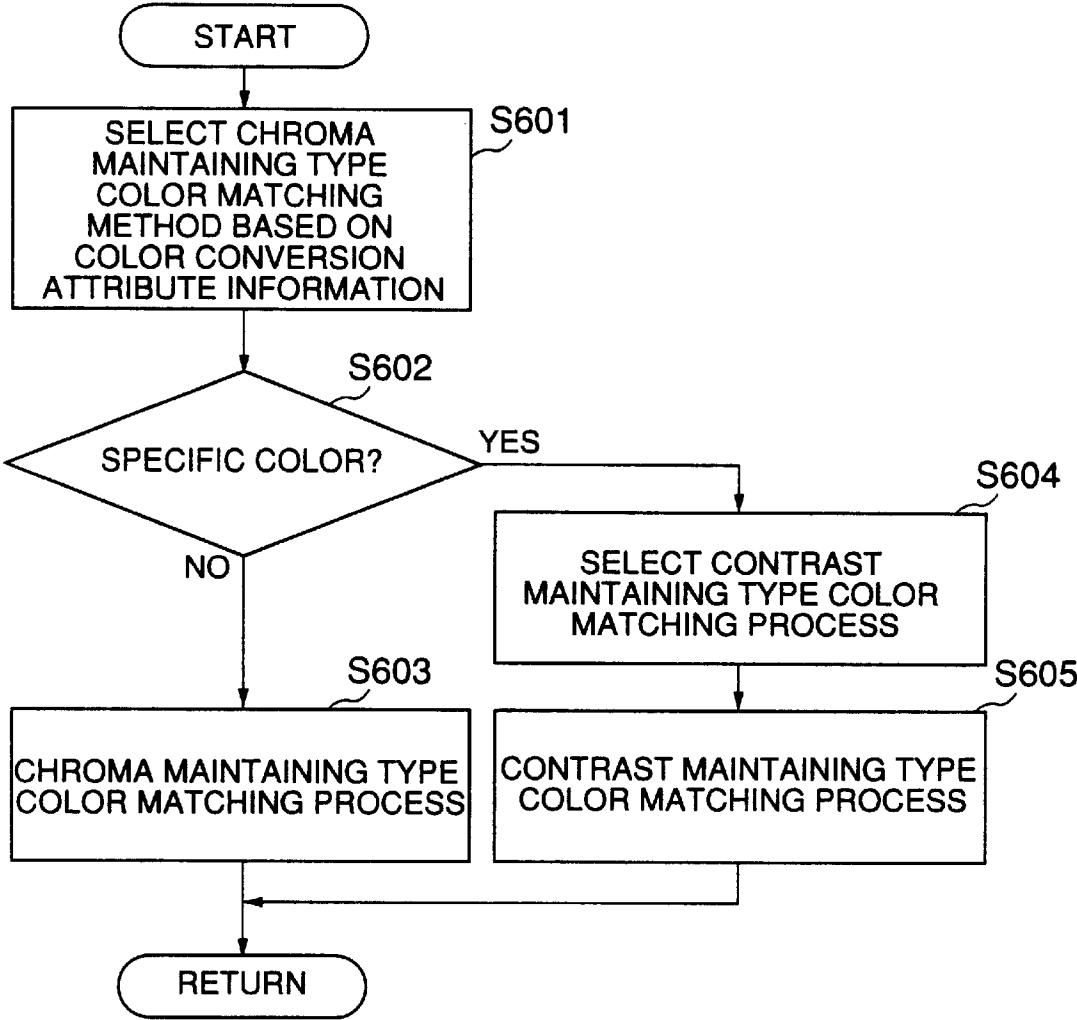 START
S601
SELECT CHROMA
MAINTAINING TYPE
COLOR MATCHING
METHOD BASED ON
COLOR CONVERSION
ATTRIBUTE INFORMATION
S602
SPECIFIC COLOR?
YES
NO
S604
SELECT CONTRAST
MAINTAINING TYPE COLOR
MATCHING PROCESS
S603
CHROMA MAINTAINING TYPE
COLOR MATCHING PROCESS
S605
CONTRAST MAINTAINING TYPE
COLOR MATCHING PROCESS
RETURN